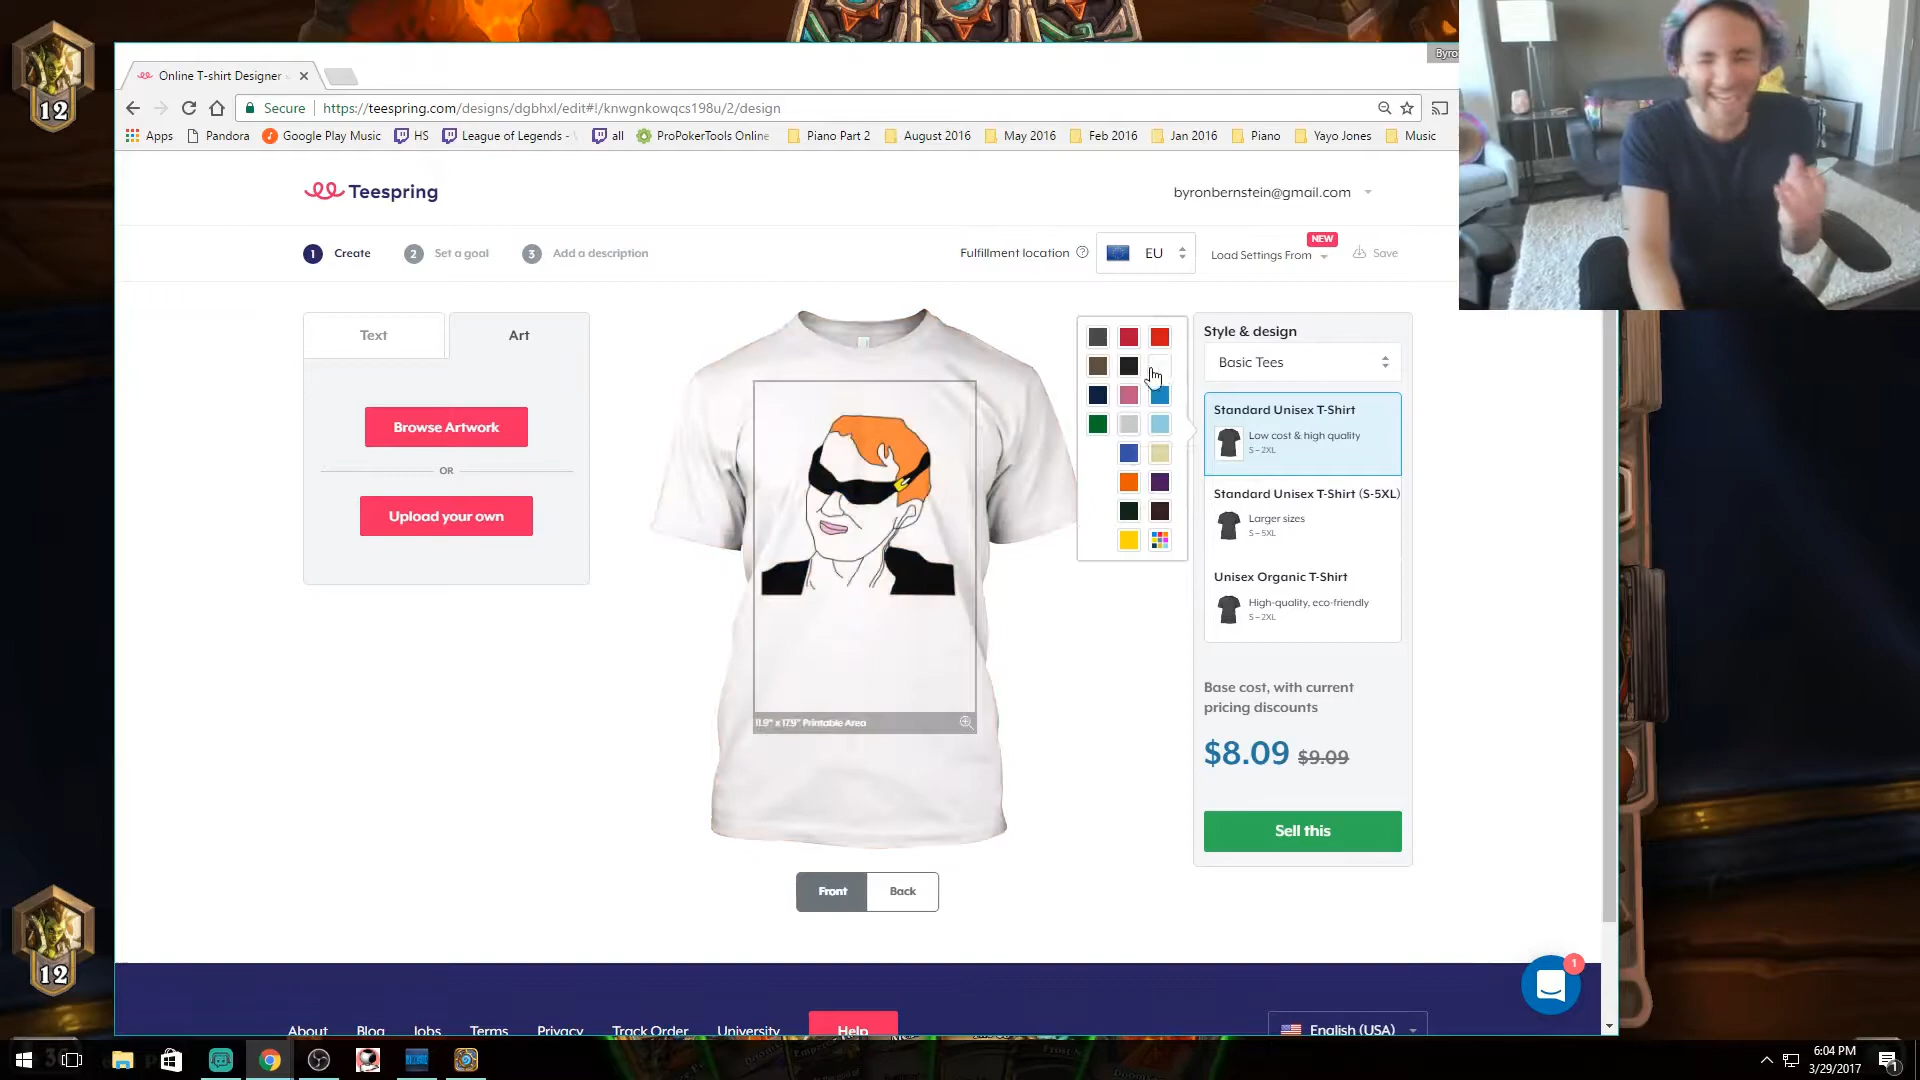 12
Byro
Online T-shirt Designer
Secure https://teespring.com/designs/dgbhxl/edit#!/knwgnkowqcs198u/2/design
Apps Pandora Google Play Music HS League of Legends - all ProPokerTools Online Piano Part 2 August 2016 May 2016 Feb 2016 Jan 2016 Piano Yayo Jones Music
Teespring
byronbernstein@gmail.com
1 Create 2 Set a goal 3 Add a description
Fulfillment location ? EU
NEW
Load Settings From
Save
Text Art
Browse Artwork
OR
Upload your own
11.9" x 17.9" Printable Area
Front Back
Style & design
Basic Tees
Standard Unisex T-Shirt
Low cost & high quality
S – 2XL
Standard Unisex T-Shirt (S-5XL)
Larger sizes
S – 5XL
Unisex Organic T-Shirt
High-quality, eco-friendly
S – 2XL
Base cost, with current
pricing discounts
$8.09 $9.09
Sell this
12
1
About Blog Jobs Terms Privacy Track Order University Help
English (USA)
6:04 PM
3/29/2017
1